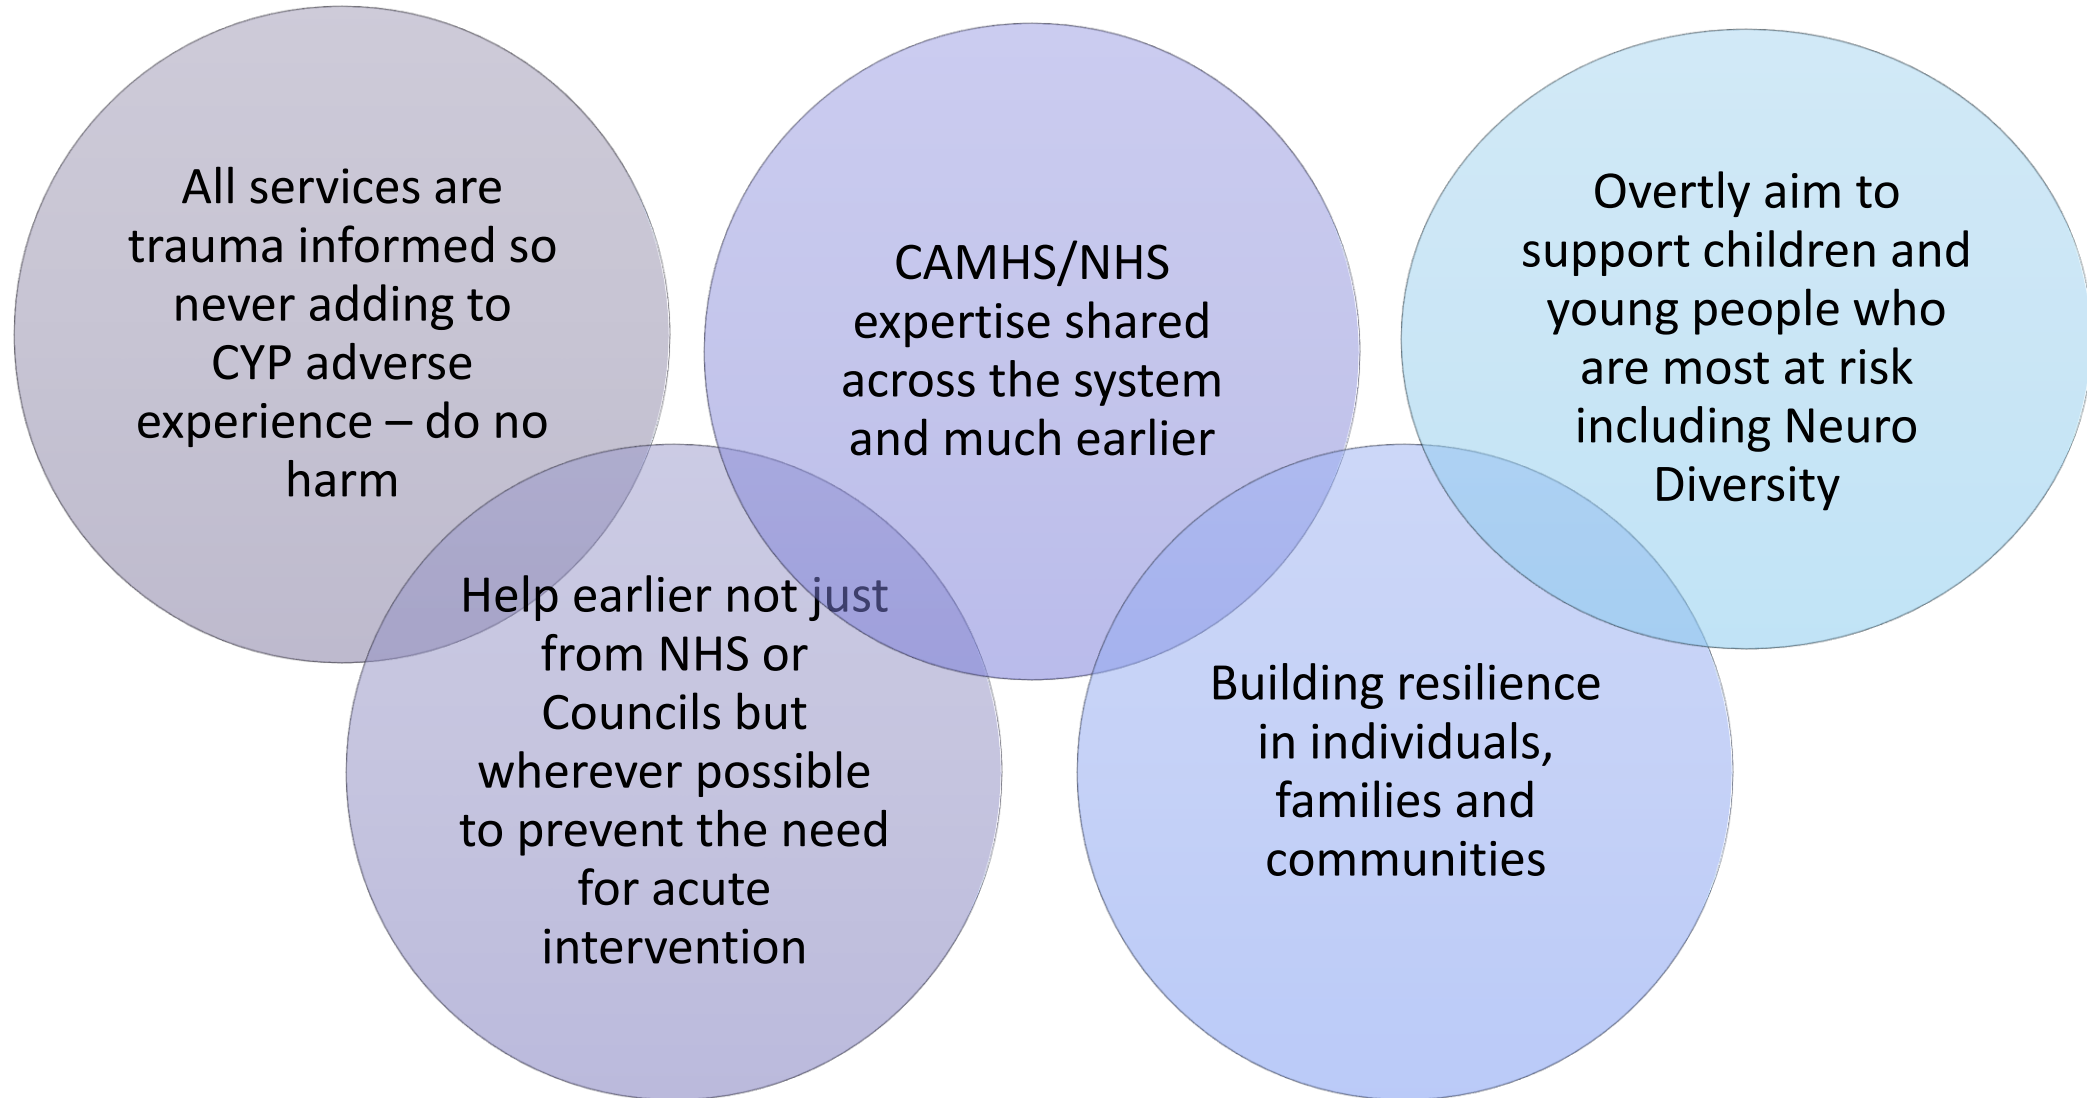 All services are
trauma informed so
never adding to
CYP adverse
experience – do no
harm
Help earlier not just
from NHS or
Councils but
wherever possible
to prevent the need
for acute
intervention
CAMHS/NHS
expertise shared
across the system
and much earlier
Building resilience
in individuals,
families and
communities
Overtly aim to
support children and
young people who
are most at risk
including Neuro
Diversity